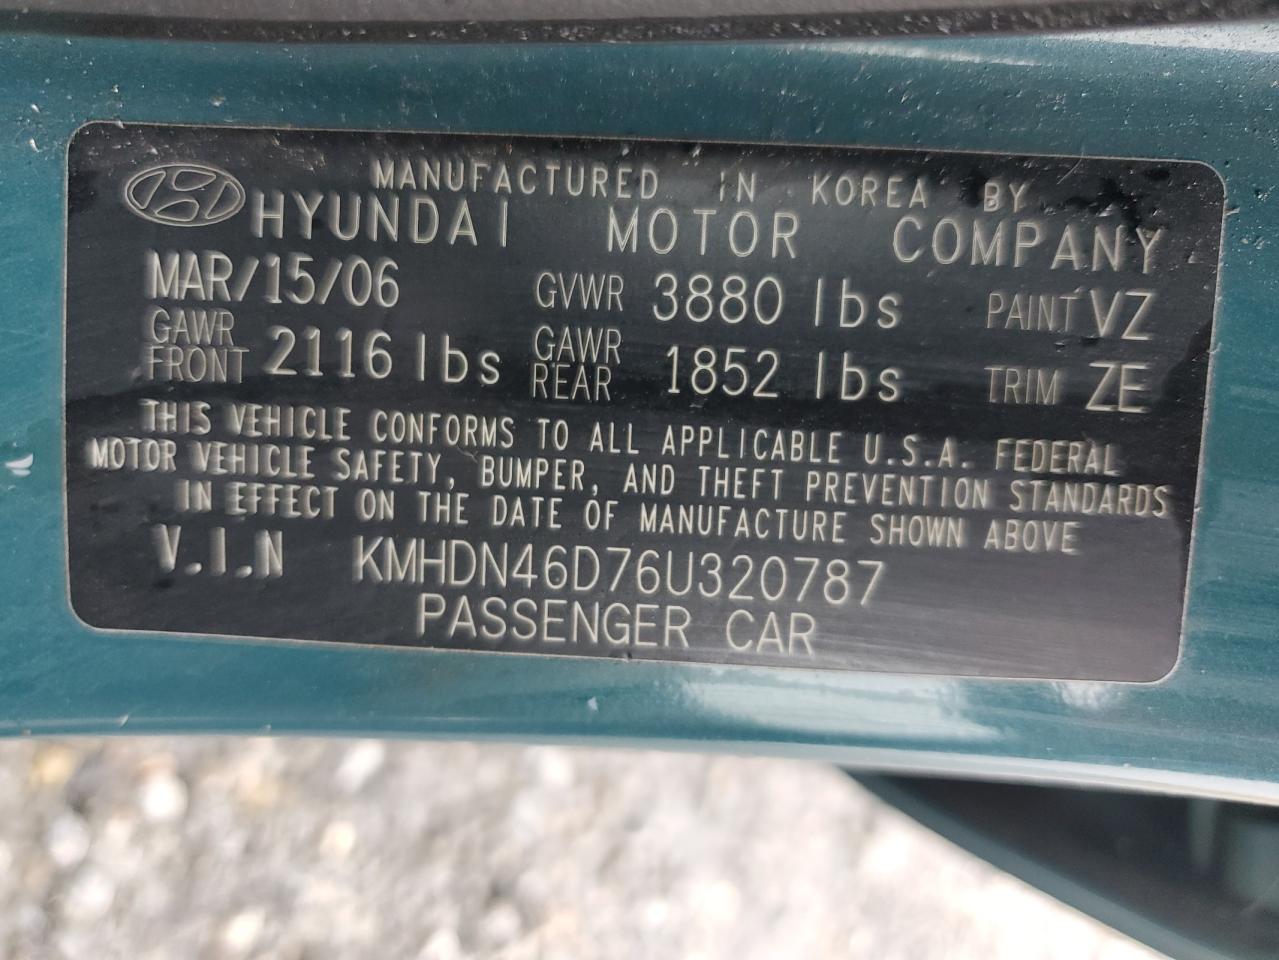 MANUFACTURED IN KOREA BY
HYUNDAI MOTOR COMPANY
MAR/15/06 GVWR 3880 lbs PAINT VZ
GAWR FRONT 2116 lbs GAWR REAR 1852 lbs TRIM ZE
THIS VEHICLE CONFORMS TO ALL APPLICABLE U.S.A. FEDERAL
MOTOR VEHICLE SAFETY, BUMPER, AND THEFT PREVENTION STANDARDS
IN EFFECT ON THE DATE OF MANUFACTURE SHOWN ABOVE
V.I.N KMHDN46D76U320787
PASSENGER CAR